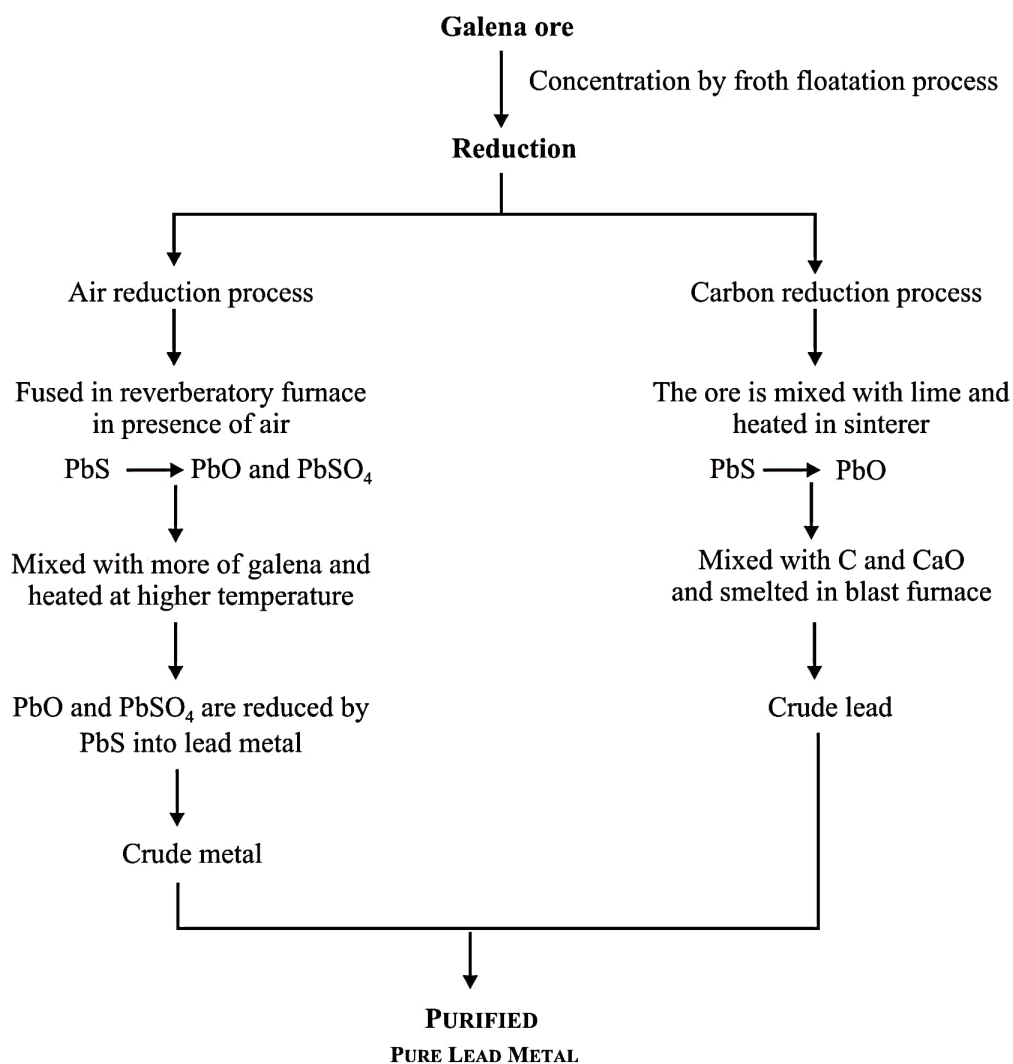 Galena ore
Concentration by froth floatation process
Reduction
Air reduction process
Fused in reverberatory furnace
in presence of air
PbS ⟶ PbO and PbSO₄
Mixed with more of galena and
heated at higher temperature
PbO and PbSO₄ are reduced by
PbS into lead metal
Crude metal
Carbon reduction process
The ore is mixed with lime and
heated in sinterer
PbS ⟶ PbO
Mixed with C and CaO
and smelted in blast furnace
Crude lead
PURIFIED
PURE LEAD METAL